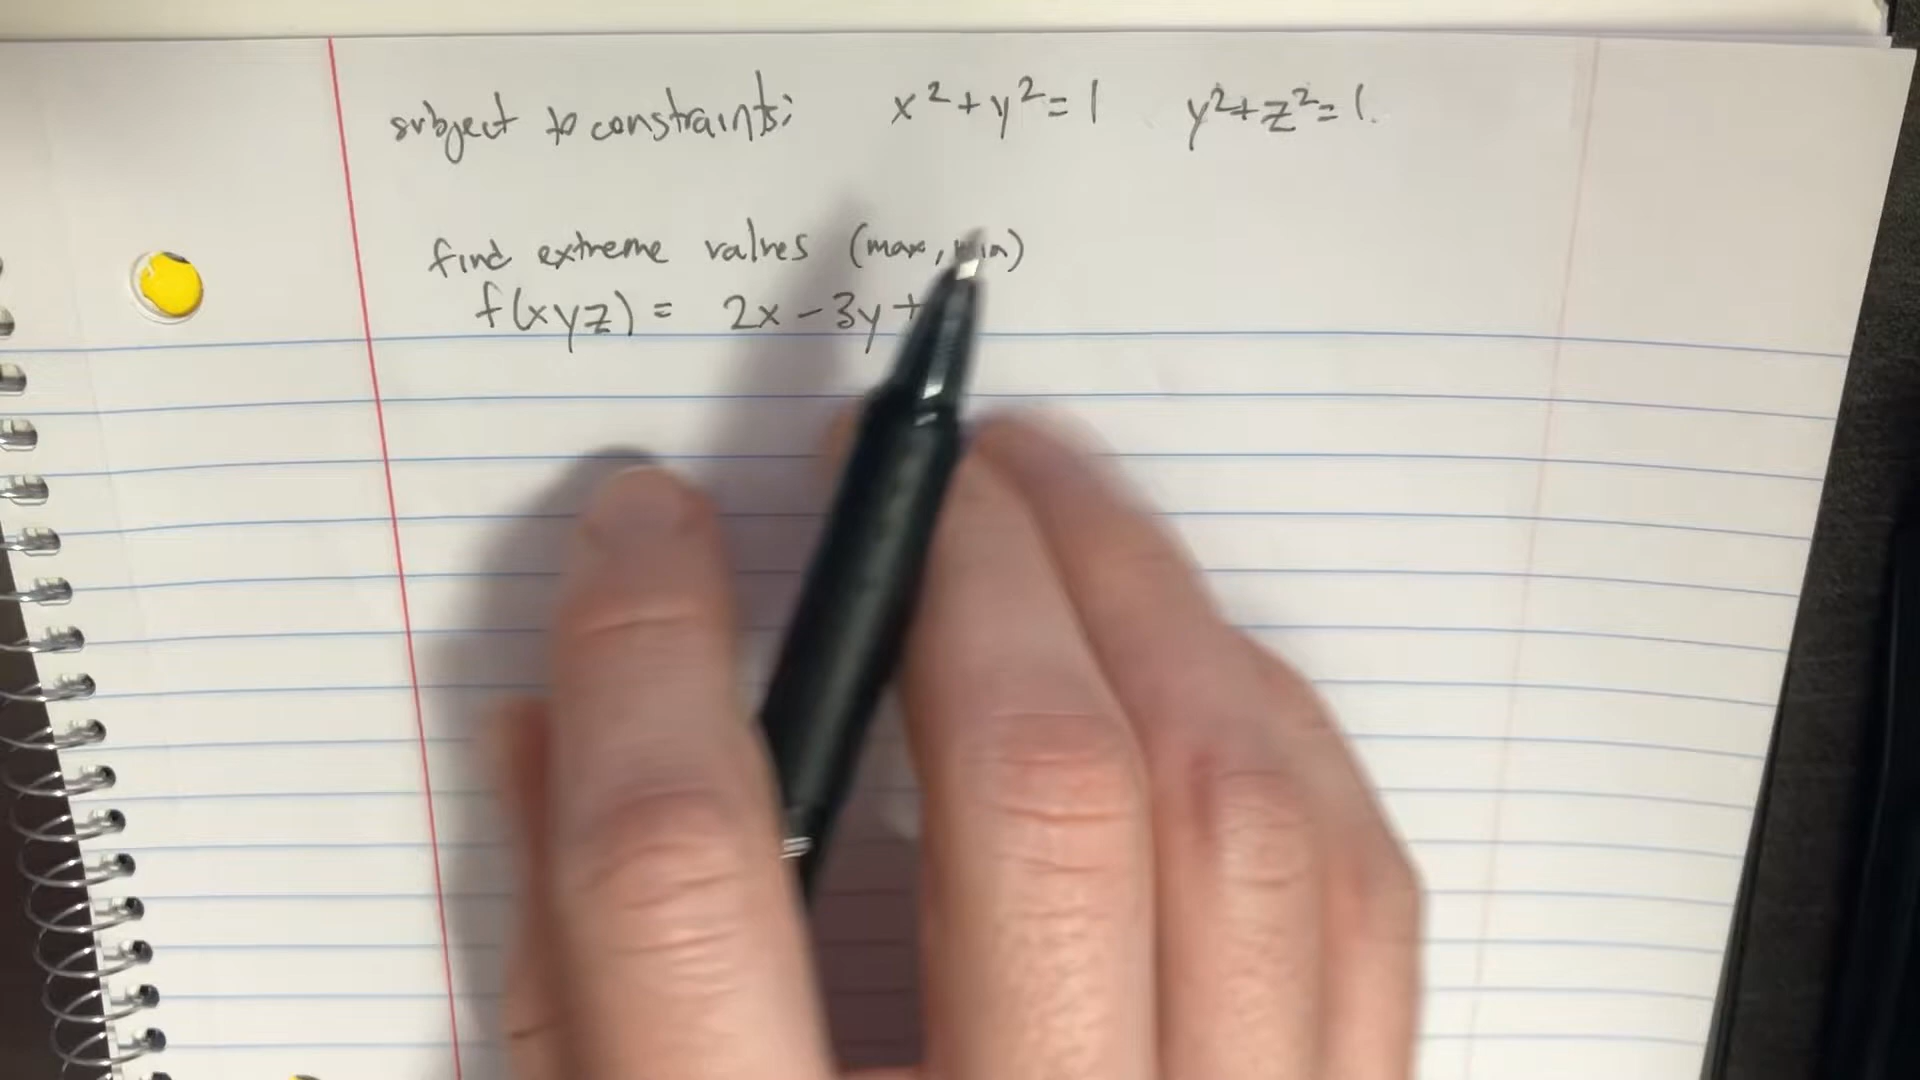 subject to constraints: x²+y²=1 y²+z²=1.
find extreme values (max, min)
f(xyz) = 2x-3y+